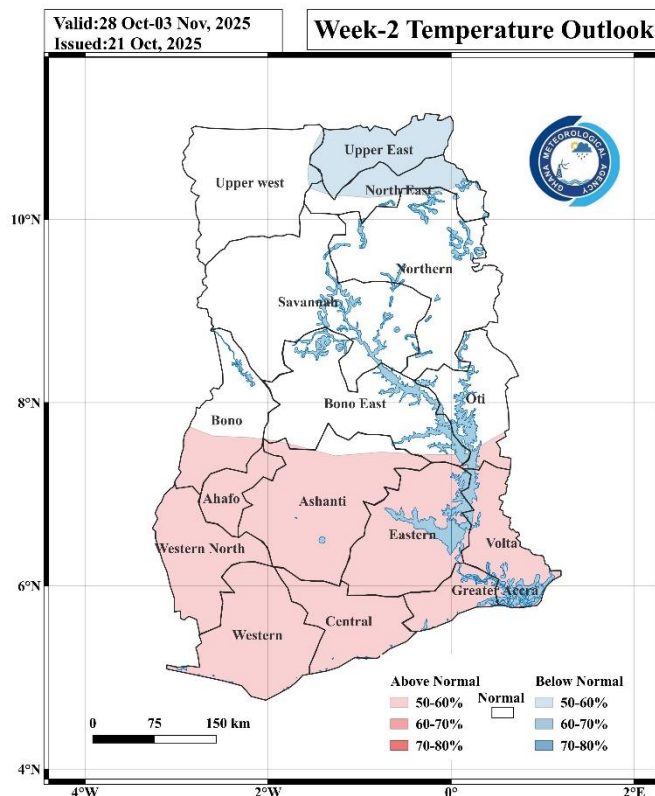 Valid:28 Oct-03 Nov, 2025
Issued:21 Oct, 2025
Week-2 Temperature Outlook
GHANA METEOROLOGICAL AGENCY
Upper East
Upper west
North East
10°N
Northern
Savannah
8°N
Bono East
Oti
Bono
Ahafo
Ashanti
Western North
Eastern
Volta
6°N
Greater Accra
Central
Western
Above Normal
Normal
Below Normal
50-60%
50-60%
60-70%
60-70%
70-80%
70-80%
0 75 150 km
4°N
4°W 2°W 0° 2°E